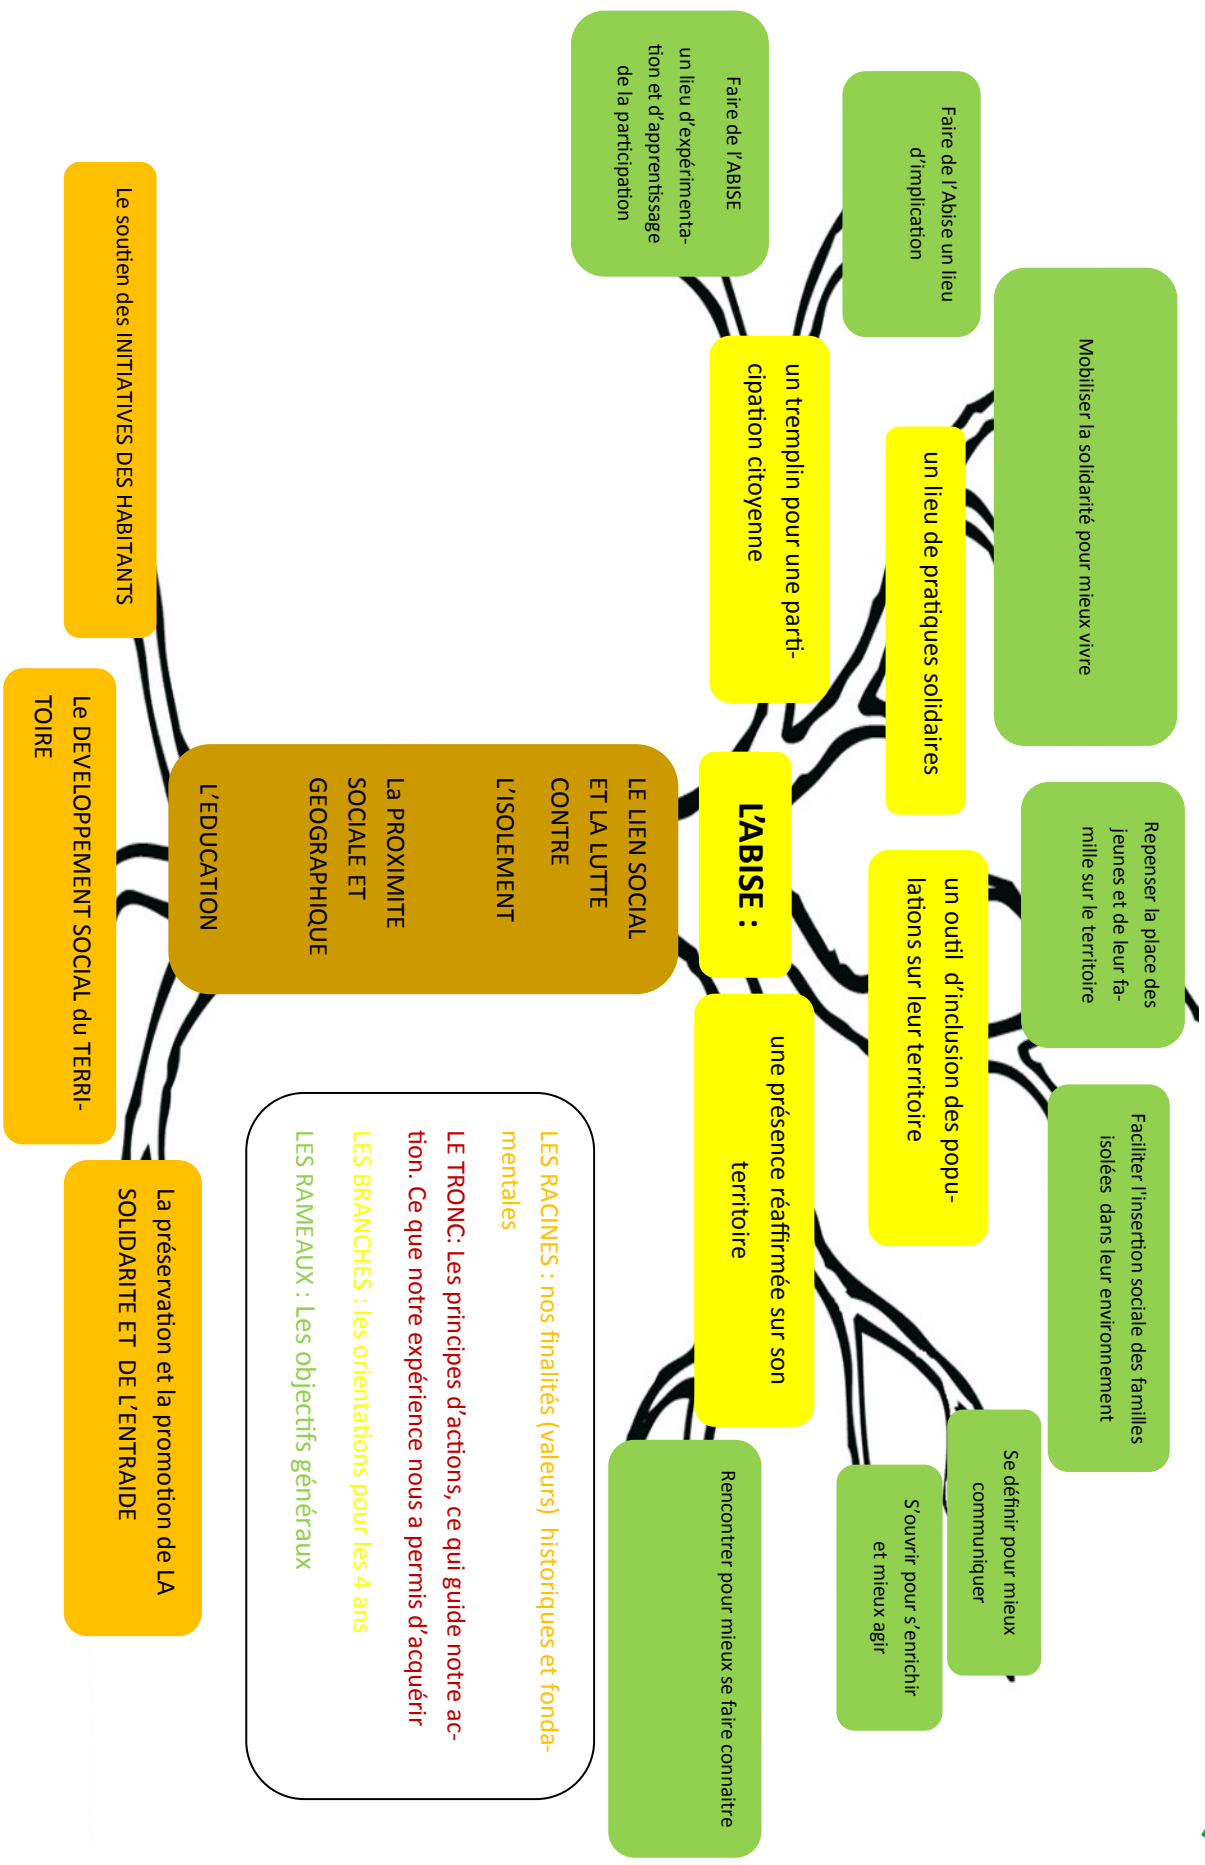 Mobiliser la solidarité pour mieux vivre
Repenser la place des
jeunes et de leur fa-
mille sur le territoire
Faciliter l'insertion sociale des familles
isolées dans leur environnement
Faire de l'Abise un lieu
d'implication
Se définir pour mieux
communiquer
S'ouvrir pour s'enrichir
et mieux agir
Faire de l'ABISE
un lieu d'expérimenta-
tion et d'apprentissage
de la participation
Rencontrer pour mieux se faire connaitre
un lieu de pratiques solidaires
un outil d'inclusion des popu-
lations sur leur territoire
un tremplin pour une parti-
cipation citoyenne
une présence réaffirmée sur son
territoire
L'ABISE :
LE LIEN SOCIAL
ET LA LUTTE
CONTRE
L'ISOLEMENT
La PROXIMITE
SOCIALE ET
GEOGRAPHIQUE
L'EDUCATION
LES RACINES : nos finalités (valeurs) historiques et fonda-
mentales
LE TRONC: Les principes d'actions, ce qui guide notre ac-
tion. Ce que notre expérience nous a permis d'acquérir
LES BRANCHES : les orientations pour les 4 ans
LES RAMEAUX : Les objectifs généraux
Le soutien des INITIATIVES DES HABITANTS
Le DEVELOPPEMENT SOCIAL du TERRI-
TOIRE
La préservation et la promotion de LA
SOLIDARITE ET DE L'ENTRAIDE